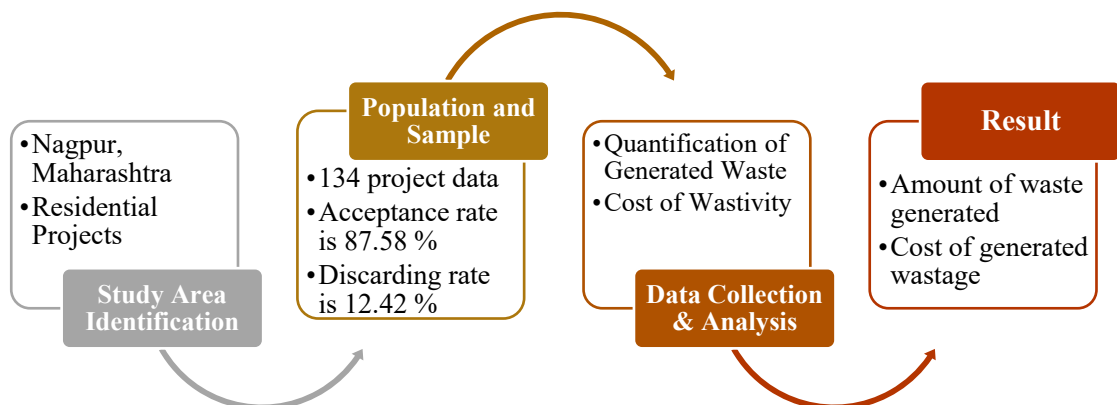 •Nagpur,
Maharashtra
•Residential
Projects
Study Area
Identification
Population and
Sample
•134 project data
•Acceptance rate
is 87.58 %
•Discarding rate
is 12.42 %
•Quantification of
Generated Waste
•Cost of Wastivity
Data Collection
& Analysis
Result
•Amount of waste
generated
•Cost of generated
wastage